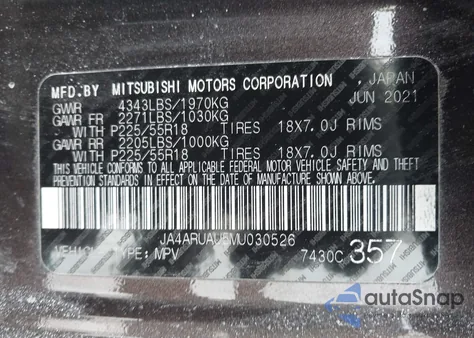 MFD.BY MITSUBISHI MOTORS CORPORATION JAPAN
GVWR 4343LBS/1970KG JUN 2021
GAWR FR 2271LBS/1030KG
WITH P225/55R18 TIRES 18X7.0J RIMS
GAWR RR 2205LBS/1000KG
WITH P225/55R18 TIRES 18X7.0J RIMS
THIS VEHICLE CONFORMS TO ALL APPLICABLE FEDERAL MOTOR VEHICLE SAFETY AND THEFT
PREVENTION STANDARDS IN EFFECT ON THE DATE OF MANUFACTURE SHOWN ABOVE.
JA4ARUAU5MU030526
VEHICLE TYPE: MPV 7430C 357
autoSnap